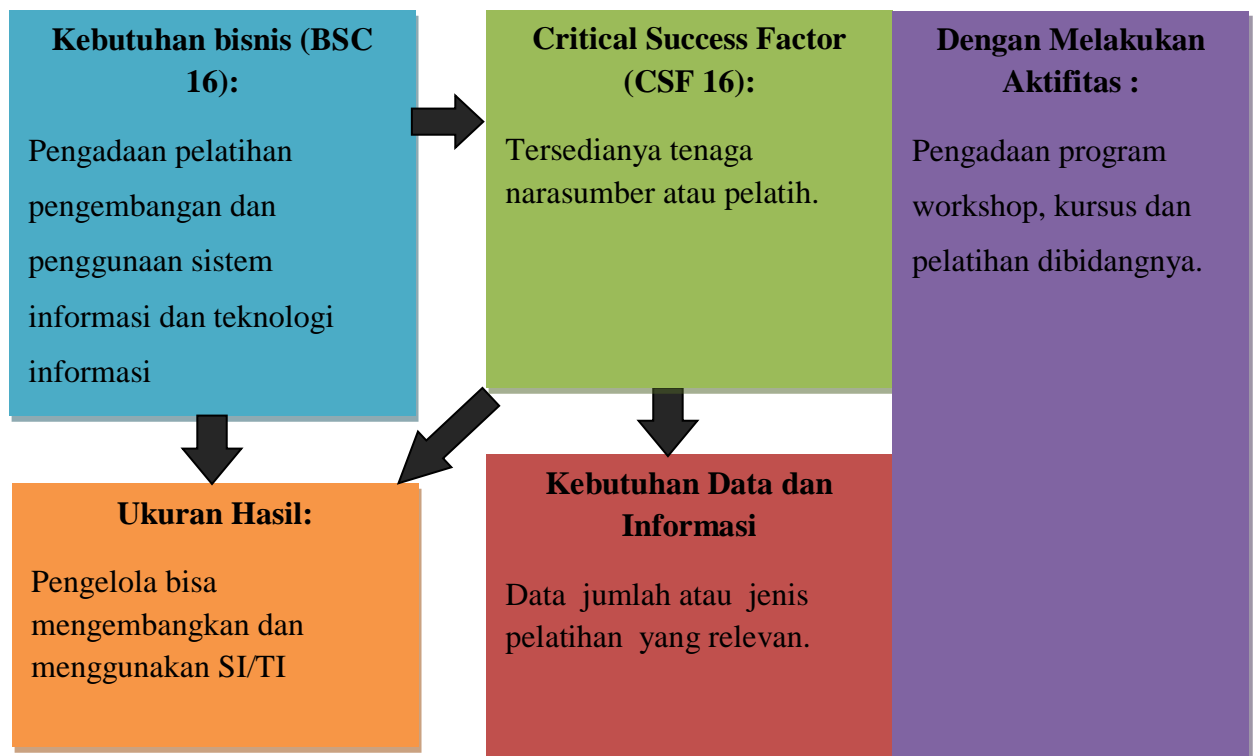 Kebutuhan bisnis (BSC
16):
Pengadaan pelatihan
pengembangan dan
penggunaan sistem
informasi dan teknologi
informasi
Critical Success Factor
(CSF 16):
Tersedianya tenaga
narasumber atau pelatih.
Dengan Melakukan
Aktifitas :
Pengadaan program
workshop, kursus dan
pelatihan dibidangnya.
Ukuran Hasil:
Pengelola bisa
mengembangkan dan
menggunakan SI/TI
Kebutuhan Data dan
Informasi
Data jumlah atau jenis
pelatihan yang relevan.